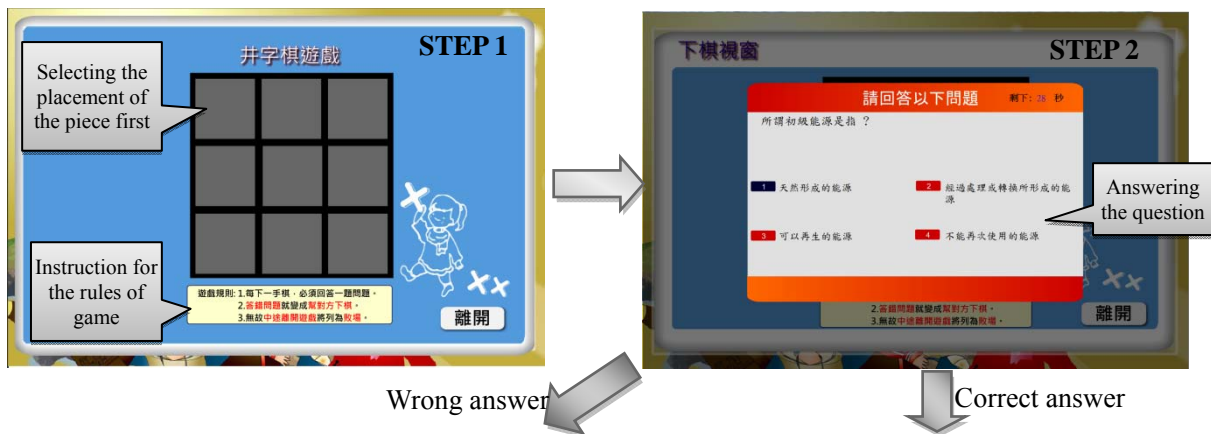 井字棋遊戲
STEP 1
Selecting the
placement of
the piece first
Instruction for
the rules of
game
遊戲規則: 1.每下一手棋，必須回答一題問題。
2.答錯問題就變成幫對方下棋。
3.無故中途離開遊戲將列為敗場。
離開
下棋視窗
STEP 2
請回答以下問題
剩下: 28 秒
所謂初級能源是指？
1 天然形成的能源
2 經過處理或轉換所形成的能
源
3 可以再生的能源
4 不能再次使用的能源
Answering
the question
2.答錯問題就變成幫對方下棋。
3.無故中途離開遊戲將列為敗場。
離開
Wrong answer
Correct answer